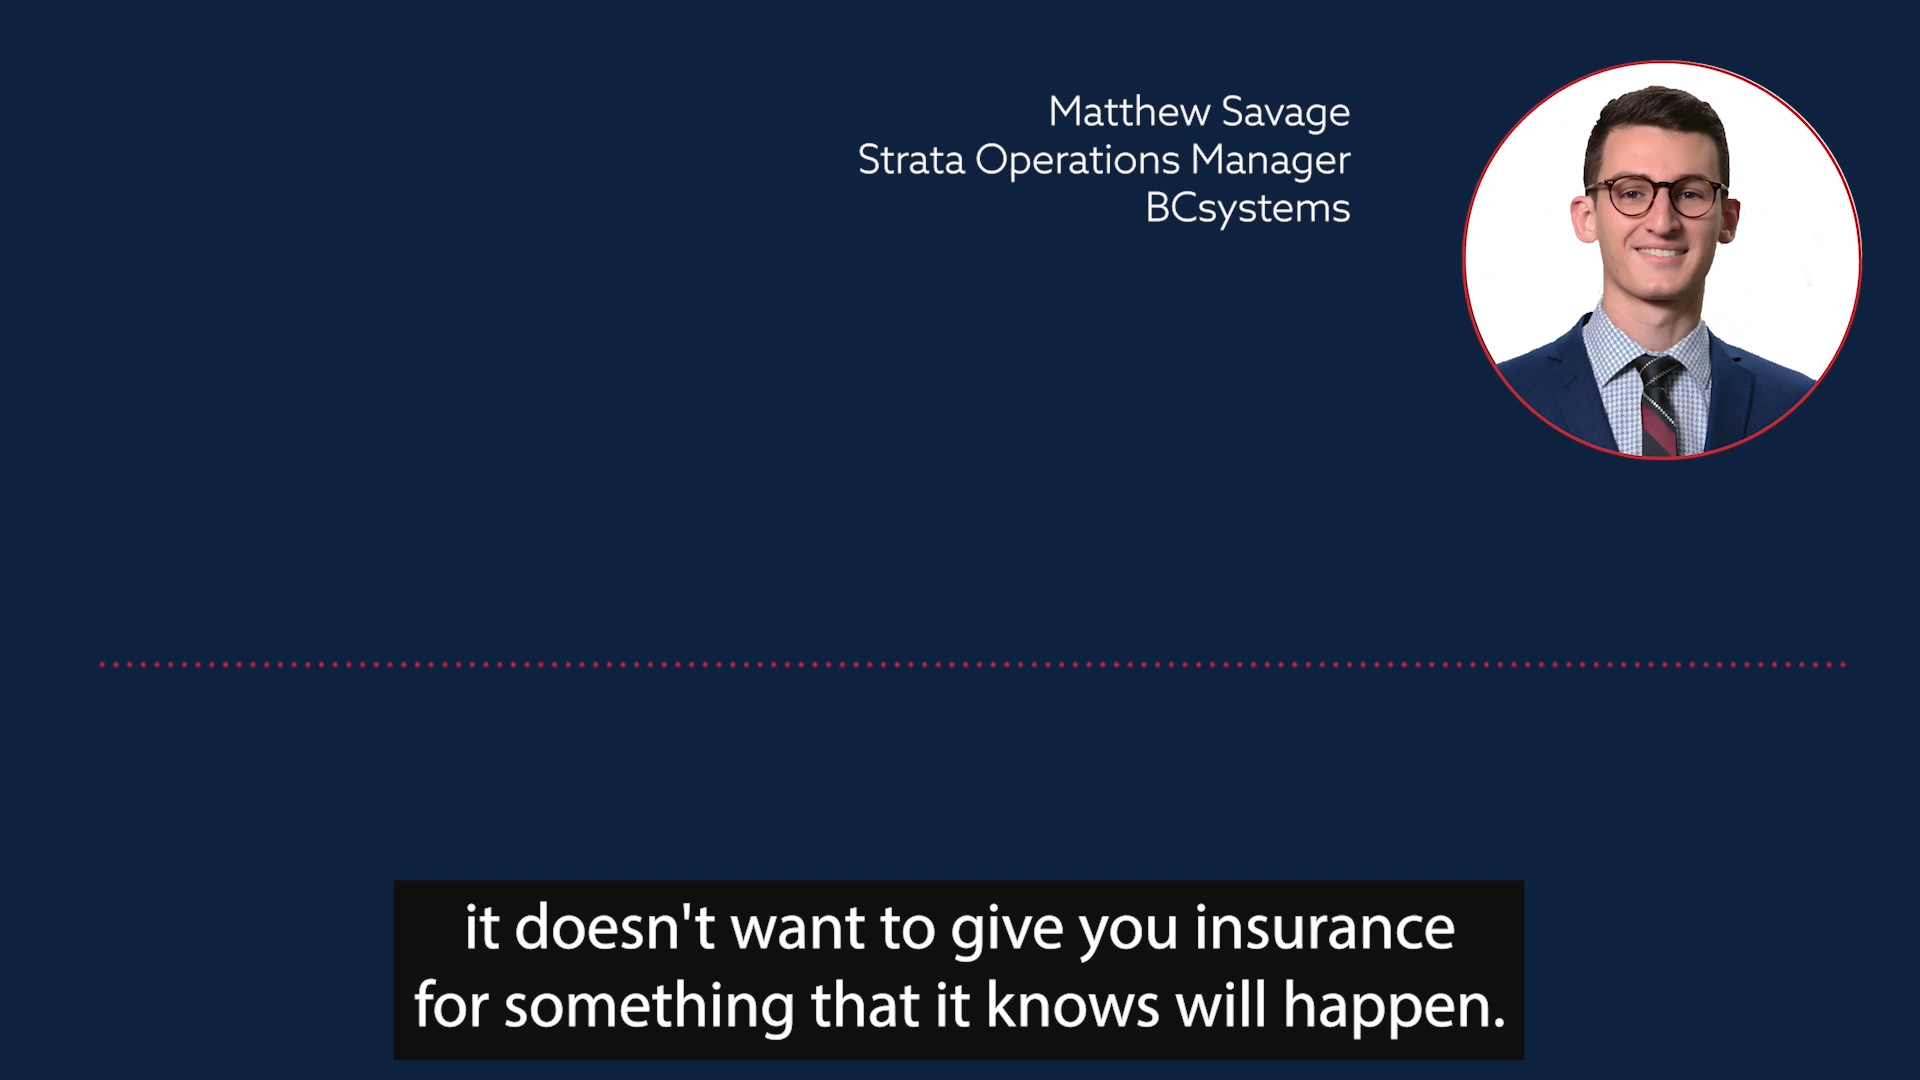 Matthew Savage
Strata Operations Manager
BCsystems
it doesn't want to give you insurance
for something that it knows will happen.